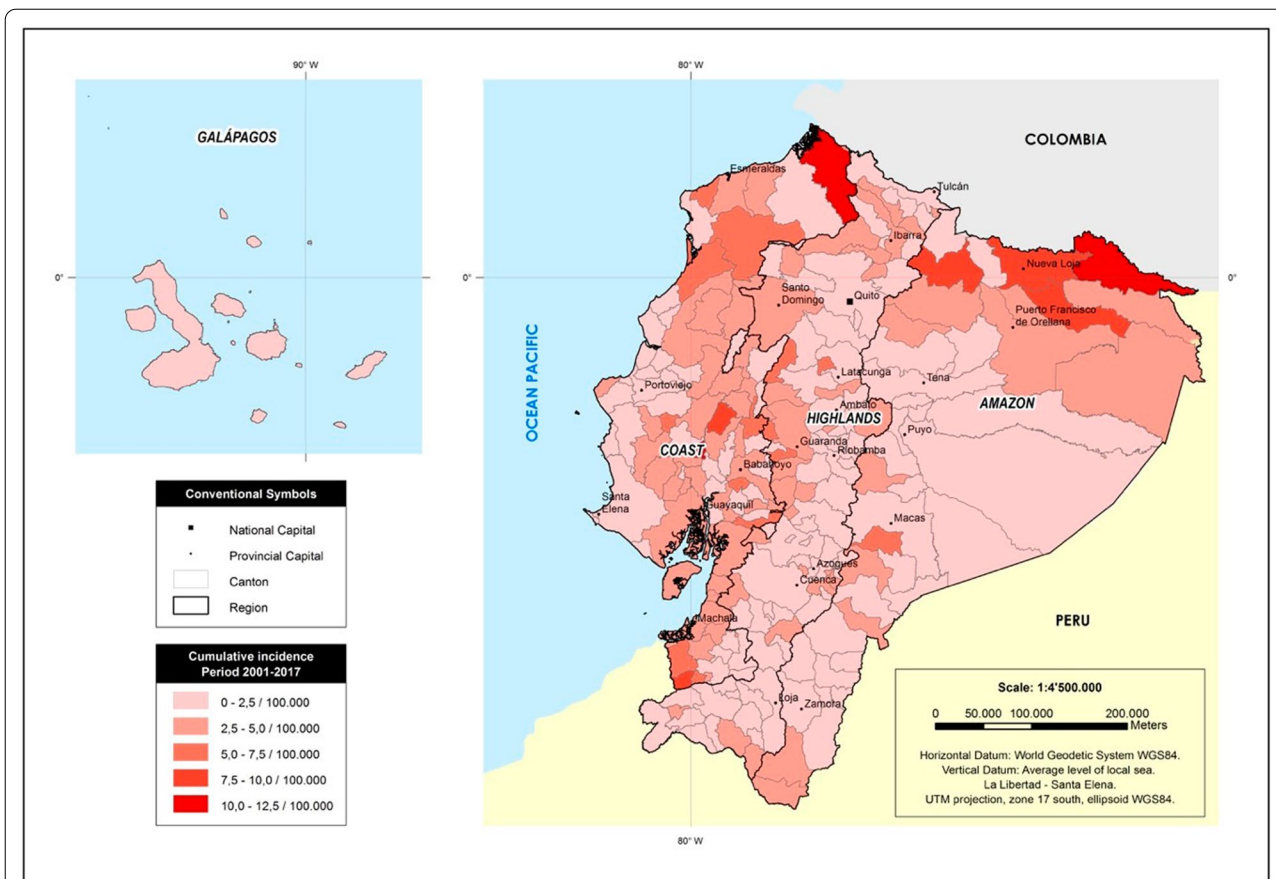 90° W
80° W
GALÁPAGOS
COLOMBIA
Esmeraldas
Tulcán
Ibarra
0°
0°
0°
Nueva Loja
Santo
Domingo
Quito
Puerto Francisco
de Orellana
OCEAN PACIFIC
Latacunga
Tena
Portoviejo
Ambato
AMAZON
HIGHLANDS
Puyo
Guaranda
COAST
Riobamba
Babahoyo
Santa
Elena
Guayaquil
Macas
Azogues
Cuenca
Machala
PERU
Loja
Zamora
80° W
Conventional Symbols
National Capital
Provincial Capital
Canton
Region
Cumulative incidence
Period 2001-2017
0 - 2,5 / 100.000
2,5 - 5,0 / 100.000
5,0 - 7,5 / 100.000
7,5 - 10,0 / 100.000
10,0 - 12,5 / 100.000
Scale: 1:4'500.000
0 50.000 100.000 200.000
Meters
Horizontal Datum: World Geodetic System WGS84.
Vertical Datum: Average level of local sea.
La Libertad - Santa Elena.
UTM projection, zone 17 south, ellipsoid WGS84.